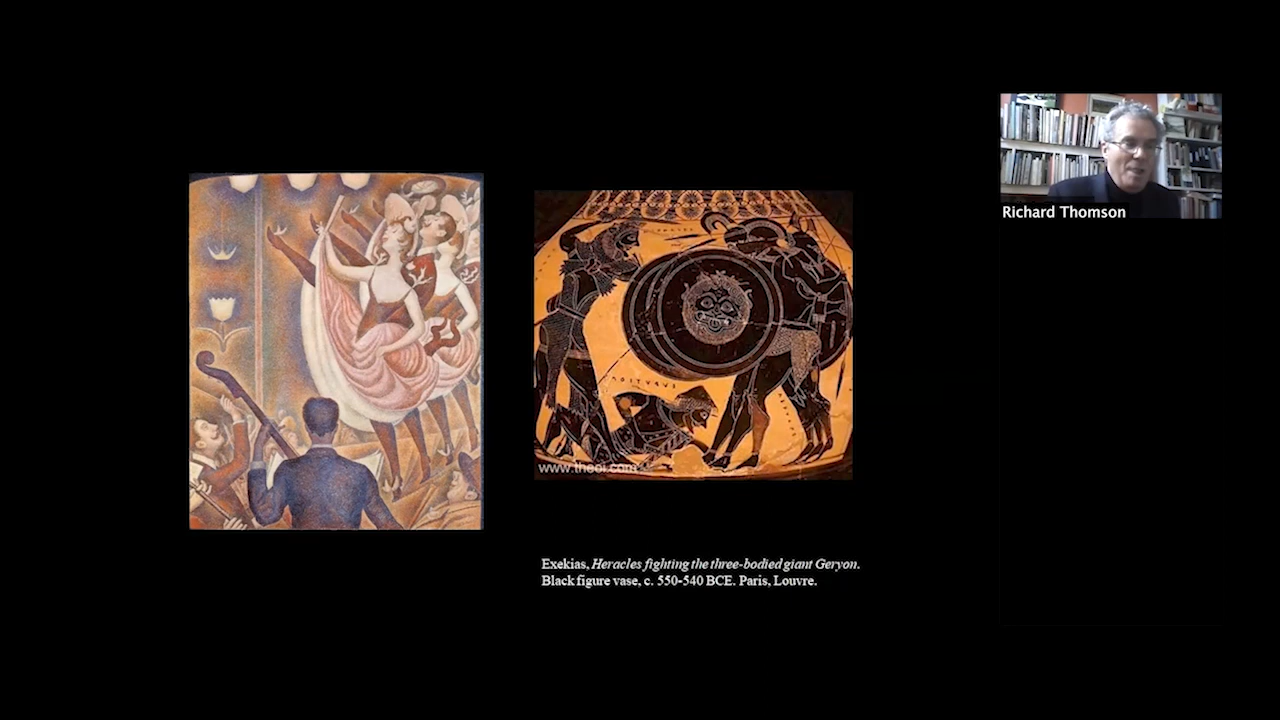 Richard Thomson
www.theoi.com
Exekias, Heracles fighting the three-bodied giant Geryon.
Black figure vase, c. 550-540 BCE. Paris, Louvre.